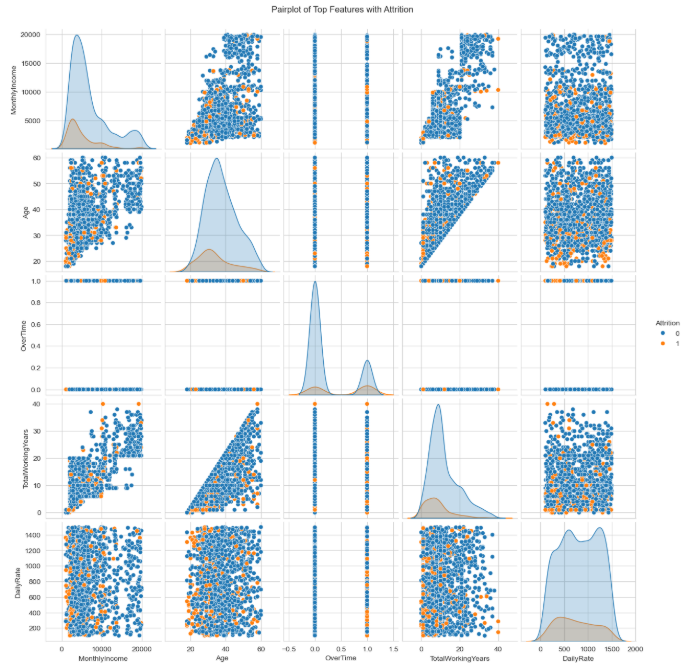 Pairplot of Top Features with Attrition
20000
15000
10000
5000
MonthlyIncome
60
50
40
30
20
Age
1.0
0.8
0.6
0.4
0.2
0.0
OverTime
Attrition
0
1
40
30
20
10
0
TotalWorkingYears
1400
1200
1000
800
600
400
200
DailyRate
0 10000 20000
20 40 60
−0.5 0.0 0.5 1.0 1.5
0 20 40
0 500 1000 1500 2000
MonthlyIncome
Age
OverTime
TotalWorkingYears
DailyRate